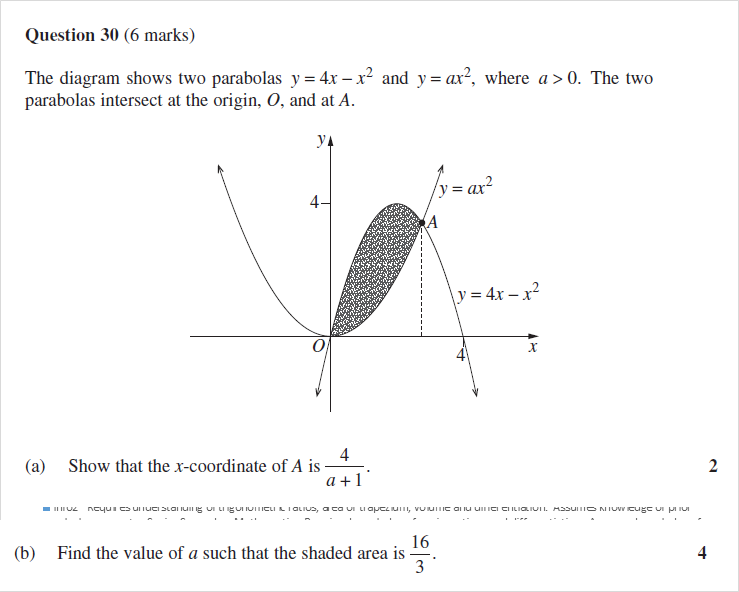 Question 30 (6 marks)
The diagram shows two parabolas y = 4x – x² and y = ax², where a > 0. The two
parabolas intersect at the origin, O, and at A.
y
4
y = ax²
A
y = 4x – x²
O
4
x
(a) Show that the x-coordinate of A is 4/(a + 1). 2
(b) Find the value of a such that the shaded area is 16/3. 4